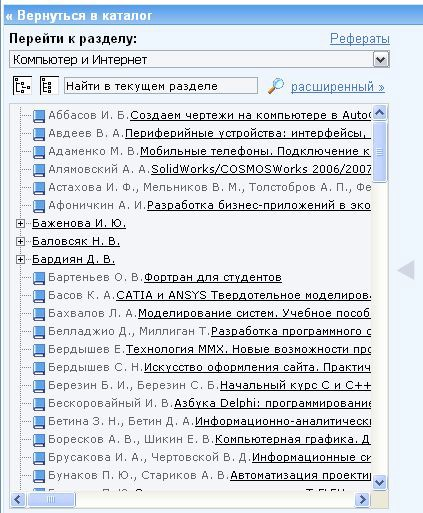 « Вернуться в каталог
Перейти к разделу: Рефераты
Компьютер и Интернет
Найти в текущем разделе расширенный »
Аббасов И. Б. Создаем чертежи на компьютере в Auto
Авдеев В. А. Периферийные устройства: интерфейсы,
Адаменко М. В. Мобильные телефоны. Подключение к
Алямовский А. А. SolidWorks/COSMOSWorks 2006/2007
Астахова И. Ф., Мельников В. М., Толстобров А. П., Фе
Афоничкин А. И. Разработка бизнес-приложений в эко
Баженова И. Ю.
Баловсяк Н. В.
Бардиян Д. В.
Бартеньев О. В. Фортран для студентов
Басов К. А. CATIA и ANSYS Твердотельное моделирова
Бахвалов Л. А. Моделирование систем. Учебное пособ
Белладжио Д., Миллиган Т. Разработка программного о
Бердышев Е. Технология MMX. Новые возможности про
Бердышев С. Н. Искусство оформления сайта. Практич
Березин Б. И., Березин С. Б. Начальный курс C и C++
Бескоровайный И. В. Азбука Delphi: программирование
Бетина З. Н., Бетин Д. А. Информационно-аналитически
Боресков А. В., Шикин Е. В. Компьютерная графика. Д
Брусакова И. А., Чертовской В. Д. Информационные си
Бунаков П. Ю., Стариков А. В. Автоматизация проекти